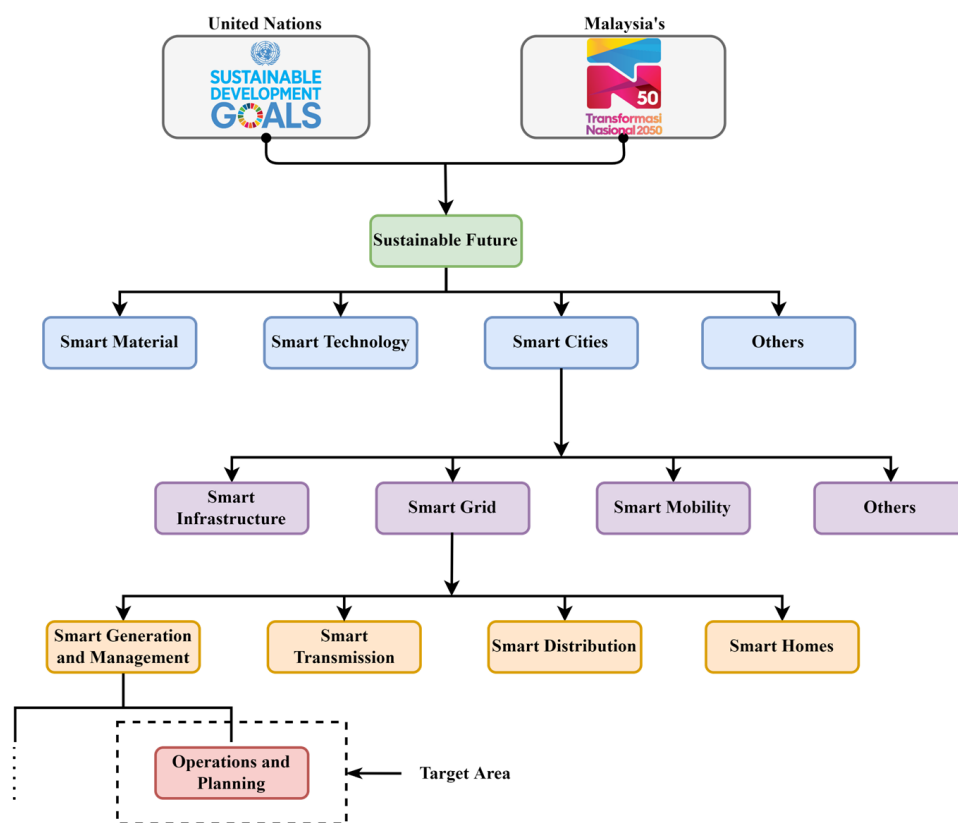 United Nations
Malaysia's
SUSTAINABLE
DEVELOPMENT
GOALS
50
Transformasi
Nasional 2050
Sustainable Future
Smart Material
Smart Technology
Smart Cities
Others
Smart
Infrastructure
Smart Grid
Smart Mobility
Others
Smart Generation
and Management
Smart
Transmission
Smart Distribution
Smart Homes
Operations and
Planning
Target Area